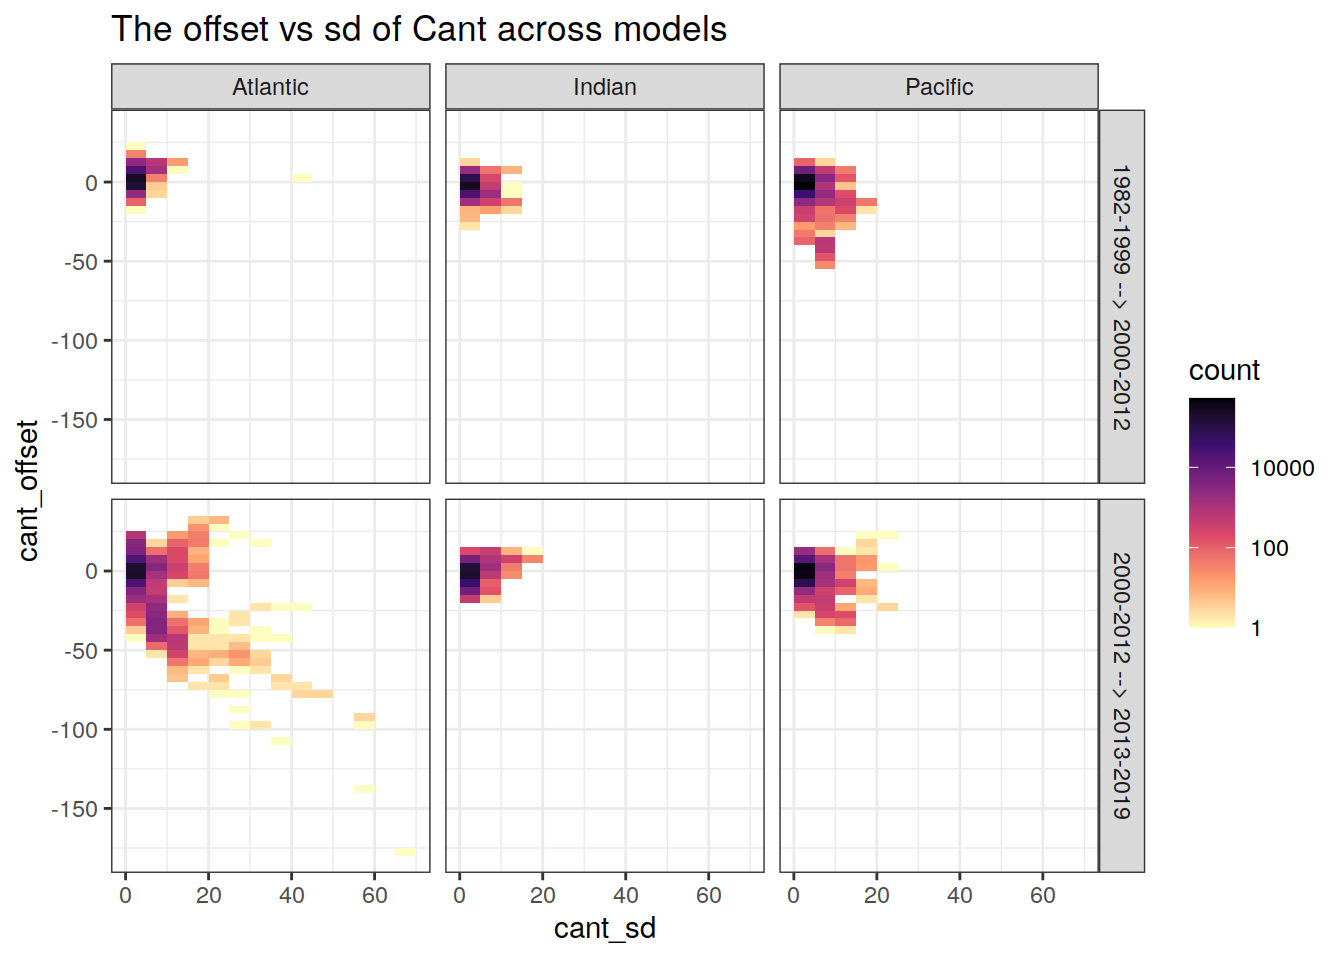 The offset vs sd of Cant across models
Atlantic
Indian
Pacific
0
-50
-100
-150
1982-1999 --> 2000-2012
0
-50
-100
-150
2000-2012 --> 2013-2019
cant_offset
0
20
40
60
0
20
40
60
0
20
40
60
cant_sd
count
10000
100
1